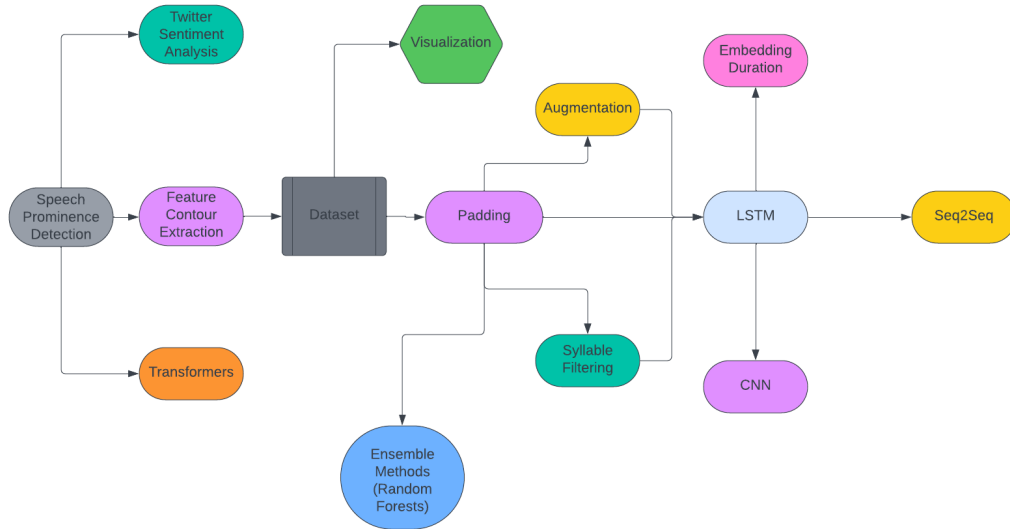 Twitter
Sentiment
Analysis
Visualization
Embedding
Duration
Augmentation
Speech
Prominence
Detection
Feature
Contour
Extraction
Dataset
Padding
LSTM
Seq2Seq
Syllable
Filtering
Transformers
CNN
Ensemble
Methods
(Random
Forests)